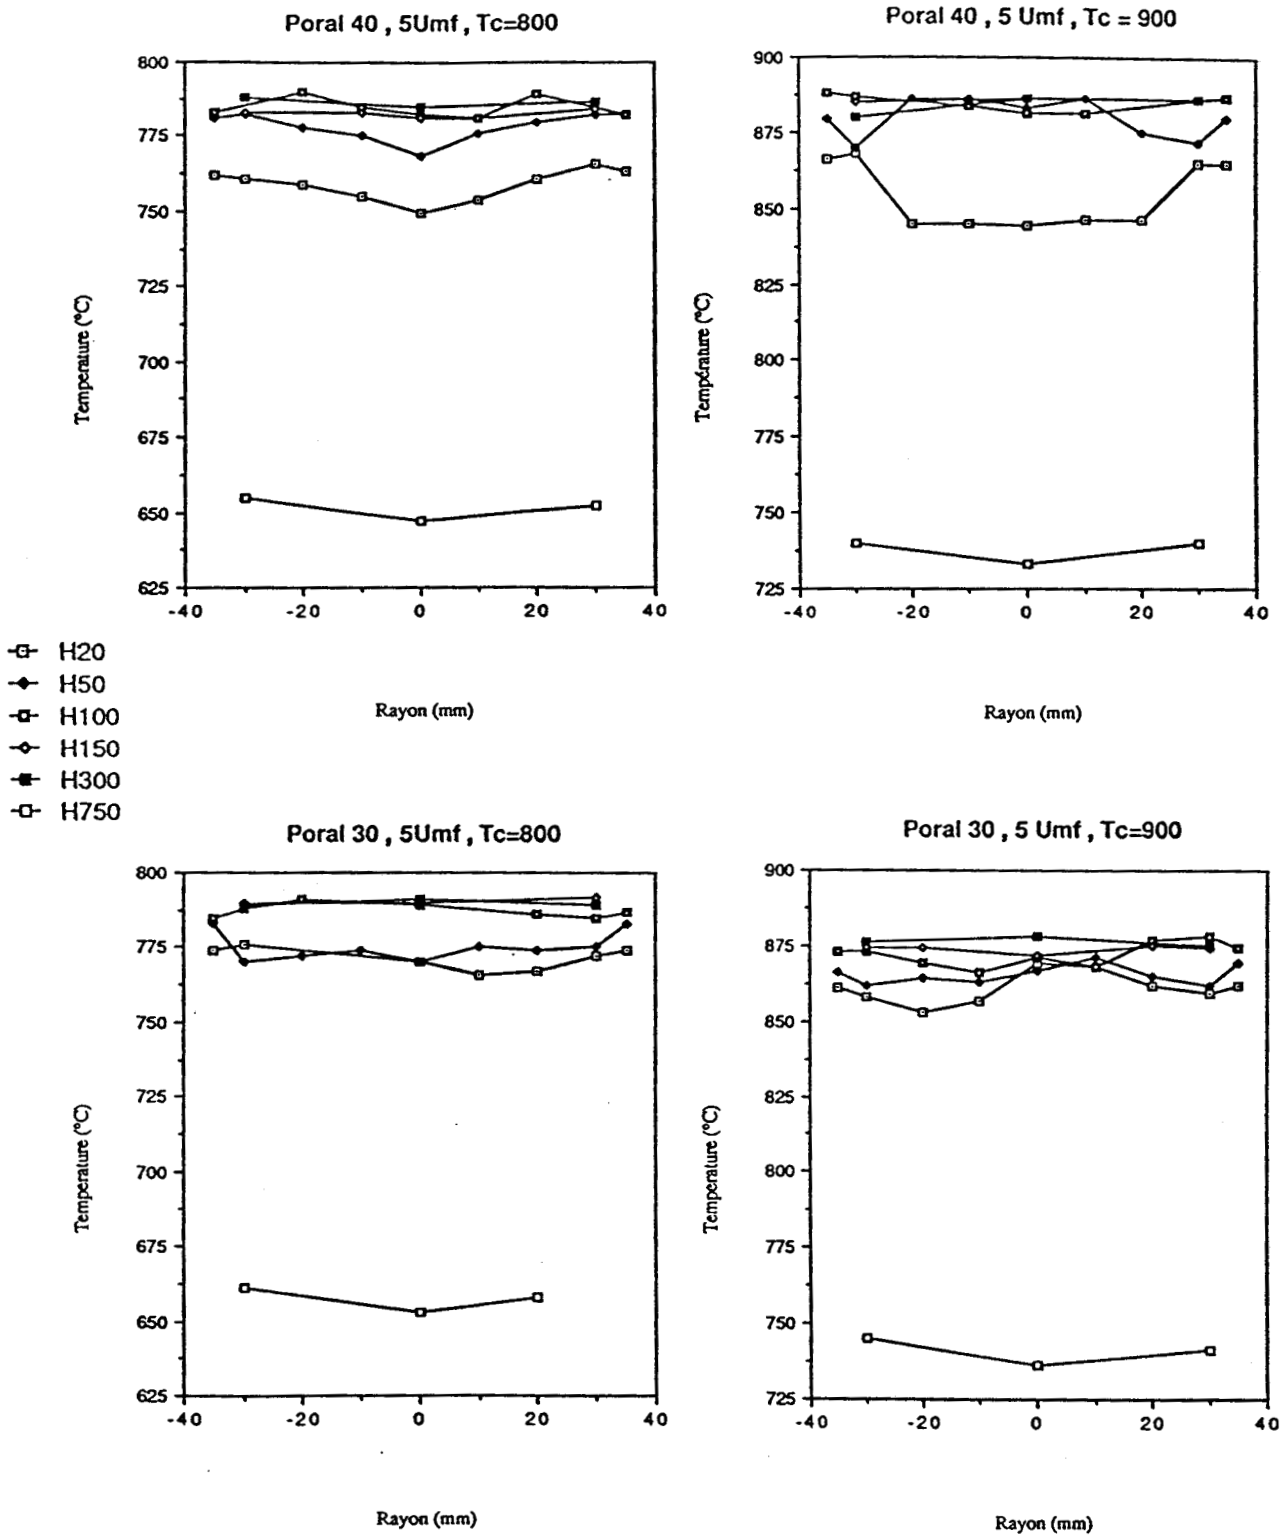 Poral 40 , 5Umf , Tc=800
800
775
750
725
700
675
650
625
-40 -20 0 20 40
Temperature (°C)
Rayon (mm)
Poral 40 , 5 Umf , Tc = 900
900
875
850
825
800
775
750
725
-40 -20 0 20 40
Température (°C)
Rayon (mm)
H20
H50
H100
H150
H300
H750
Poral 30 , 5Umf , Tc=800
800
775
750
725
700
675
650
625
-40 -20 0 20 40
Temperature (°C)
Rayon (mm)
Poral 30 , 5 Umf , Tc=900
900
875
850
825
800
775
750
725
-40 -20 0 20 40
Temperature (°C)
Rayon (mm)